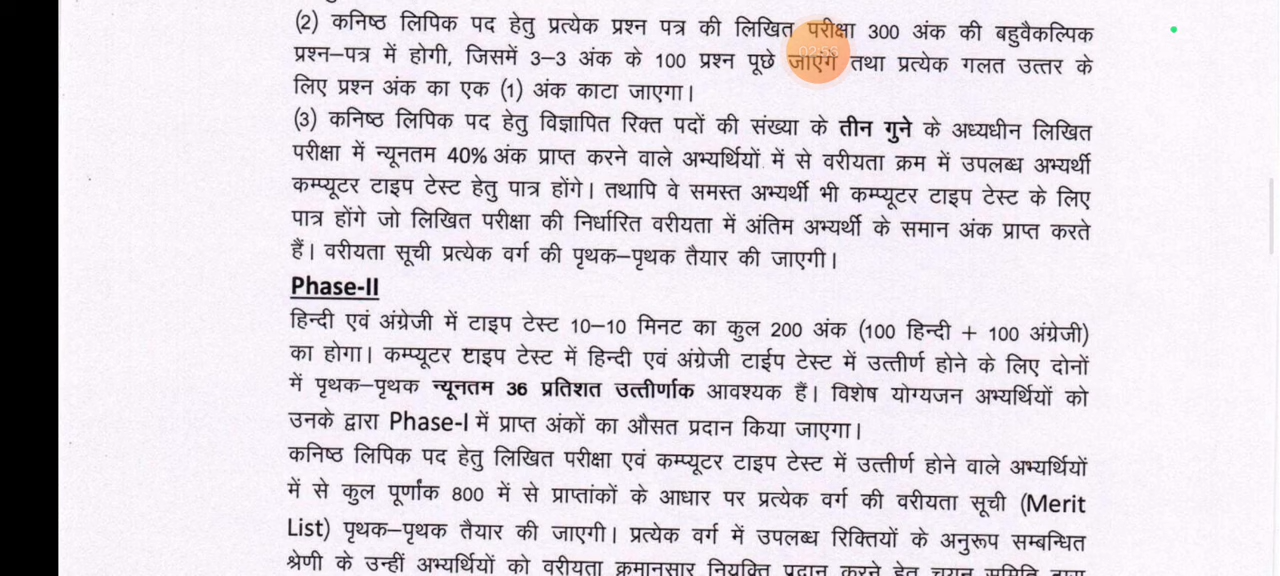 (2) कनिष्ठ लिपिक पद हेतु प्रत्येक प्रश्न पत्र की लिखित परीक्षा 300 अंक की बहुवैकल्पिक
प्रश्न–पत्र में होगी, जिसमें 3–3 अंक के 100 प्रश्न पूछे जाएंगे तथा प्रत्येक गलत उत्तर के
लिए प्रश्न अंक का एक (1) अंक काटा जाएगा।
(3) कनिष्ठ लिपिक पद हेतु विज्ञापित रिक्त पदों की संख्या के तीन गुने के अध्यधीन लिखित
परीक्षा में न्यूनतम 40% अंक प्राप्त करने वाले अभ्यर्थियों में से वरीयता क्रम में उपलब्ध अभ्यर्थी
कम्प्यूटर टाइप टेस्ट हेतु पात्र होंगे। तथापि वे समस्त अभ्यर्थी भी कम्प्यूटर टाइप टेस्ट के लिए
पात्र होंगे जो लिखित परीक्षा की निर्धारित वरीयता में अंतिम अभ्यर्थी के समान अंक प्राप्त करते
हैं। वरीयता सूची प्रत्येक वर्ग की पृथक–पृथक तैयार की जाएगी।
Phase-II
हिन्दी एवं अंग्रेजी में टाइप टेस्ट 10–10 मिनट का कुल 200 अंक (100 हिन्दी + 100 अंग्रेजी)
का होगा। कम्प्यूटर टाइप टेस्ट में हिन्दी एवं अंग्रेजी टाईप टेस्ट में उत्तीर्ण होने के लिए दोनों
में पृथक–पृथक न्यूनतम 36 प्रतिशत उत्तीर्णाक आवश्यक हैं। विशेष योग्यजन अभ्यर्थियों को
उनके द्वारा Phase-I में प्राप्त अंकों का औसत प्रदान किया जाएगा।
कनिष्ठ लिपिक पद हेतु लिखित परीक्षा एवं कम्प्यूटर टाइप टेस्ट में उत्तीर्ण होने वाले अभ्यर्थियों
में से कुल पूर्णांक 800 में से प्राप्तांकों के आधार पर प्रत्येक वर्ग की वरीयता सूची (Merit
List) पृथक–पृथक तैयार की जाएगी। प्रत्येक वर्ग में उपलब्ध रिक्तियों के अनुरूप सम्बन्धित
श्रेणी के उन्हीं अभ्यर्थियों को वरीयता क्रमानुसार नियुक्ति प्रदान करने हेतु चयन समिति द्वारा